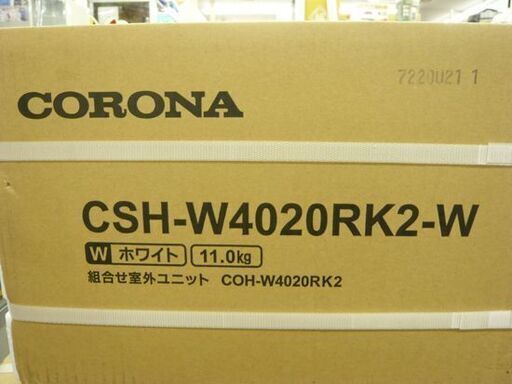 7220U21 1
CORONA
CSH-W4020RK2-W
W ホワイト 11.0kg
組合せ室外ユニット COH-W4020RK2